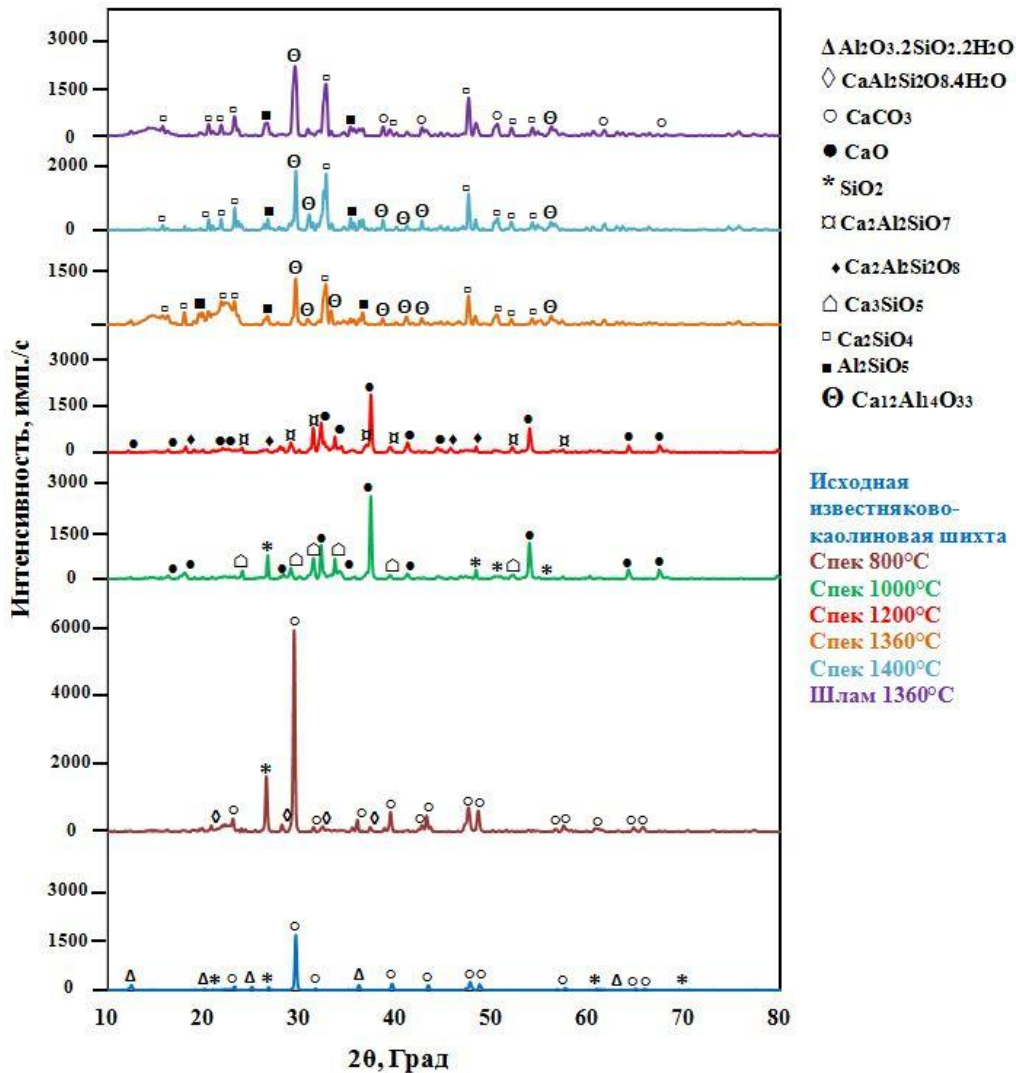 Интенсивность, имп./с
3000
1500
0
2000
0
1500
3000
1500
0
3000
1500
0
6000
4000
2000
0
3000
1500
0
10
20
30
40
50
60
70
80
2θ, Град
Δ Al2O3.2SiO2.2H2O
◊ CaAl2Si2O8.4H2O
○ CaCO3
● CaO
* SiO2
¤ Ca2Al2SiO7
♦ Ca2Al2Si2O8
⌂ Ca3SiO5
▫ Ca2SiO4
▪ Al2SiO5
Θ Ca12Al14O33
Исходная
известняково-
каолиновая шихта
Спек 800°C
Спек 1000°C
Спек 1200°C
Спек 1360°C
Спек 1400°C
Шлам 1360°C